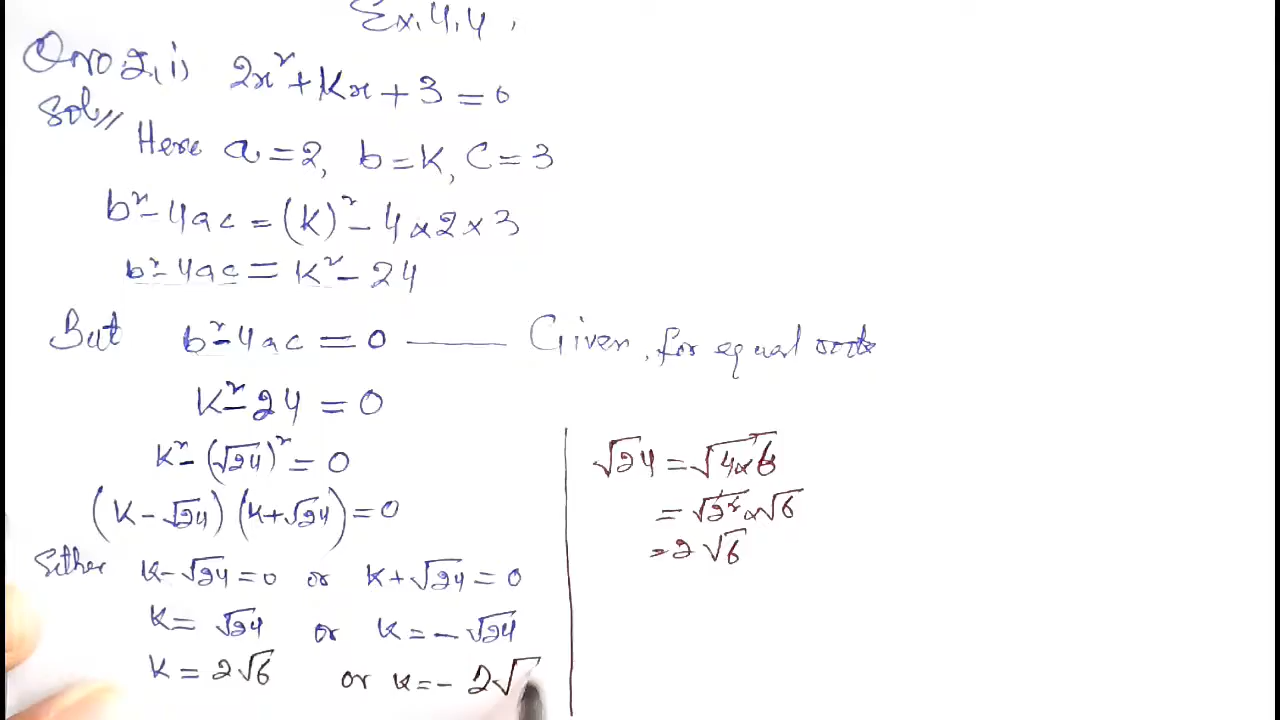 Ex. 4.4.
Q no 2, i) 2x² + Kx + 3 = 0
Sol//
Here a = 2, b = K, C = 3
b² - 4ac = (K)² - 4 × 2 × 3
b² - 4ac = K² - 24
But b² - 4ac = 0 —— Given, for equal roots
K² - 24 = 0
K² - (√24)² = 0
(K - √24) (K + √24) = 0
Either K - √24 = 0 or K + √24 = 0
K = √24 or K = - √24
K = 2√6 or K = - 2√
√24 = √4×6
= √2² × √6
= 2√6